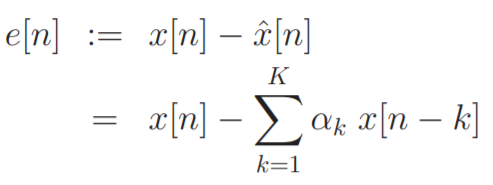 e[n] := x[n] − x̂[n]
= x[n] − ∑_{k=1}^{K} α_k x[n − k]